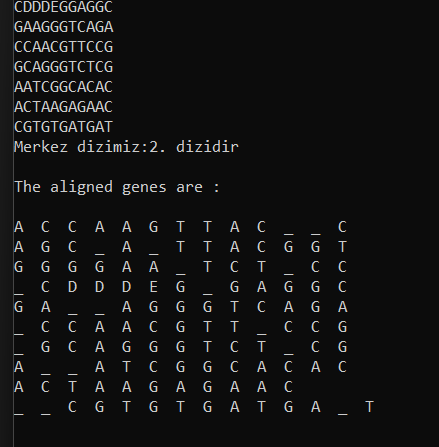 CDDDEGGAGGC
GAAGGGTCAGA
CCAACGTTCCG
GCAGGGTCTCG
AATCGGCACAC
ACTAAGAGAAC
CGTGTGATGAT
Merkez dizimiz:2. dizidir
The aligned genes are :
A C C A A G T T A C _ _ C
A G C _ A _ T T A C G G T
G G G G A A _ T C T _ C C
_ C D D D E G _ G A G G C
G A _ _ A G G G T C A G A
_ C C A A C G T T _ C C G
_ G C A G G G T C T _ C G
A _ _ A T C G G C A C A C
A C T A A G A G A A C
_ _ C G T G T G A T G A _ T